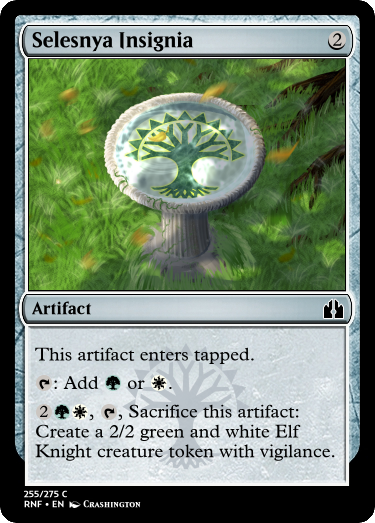 Selesnya Insignia 2
Artifact
This artifact enters tapped.
: Add or .
2 , , Sacrifice this artifact:
Create a 2/2 green and white Elf
Knight creature token with vigilance.
255/275 C
RNF • EN Crashington